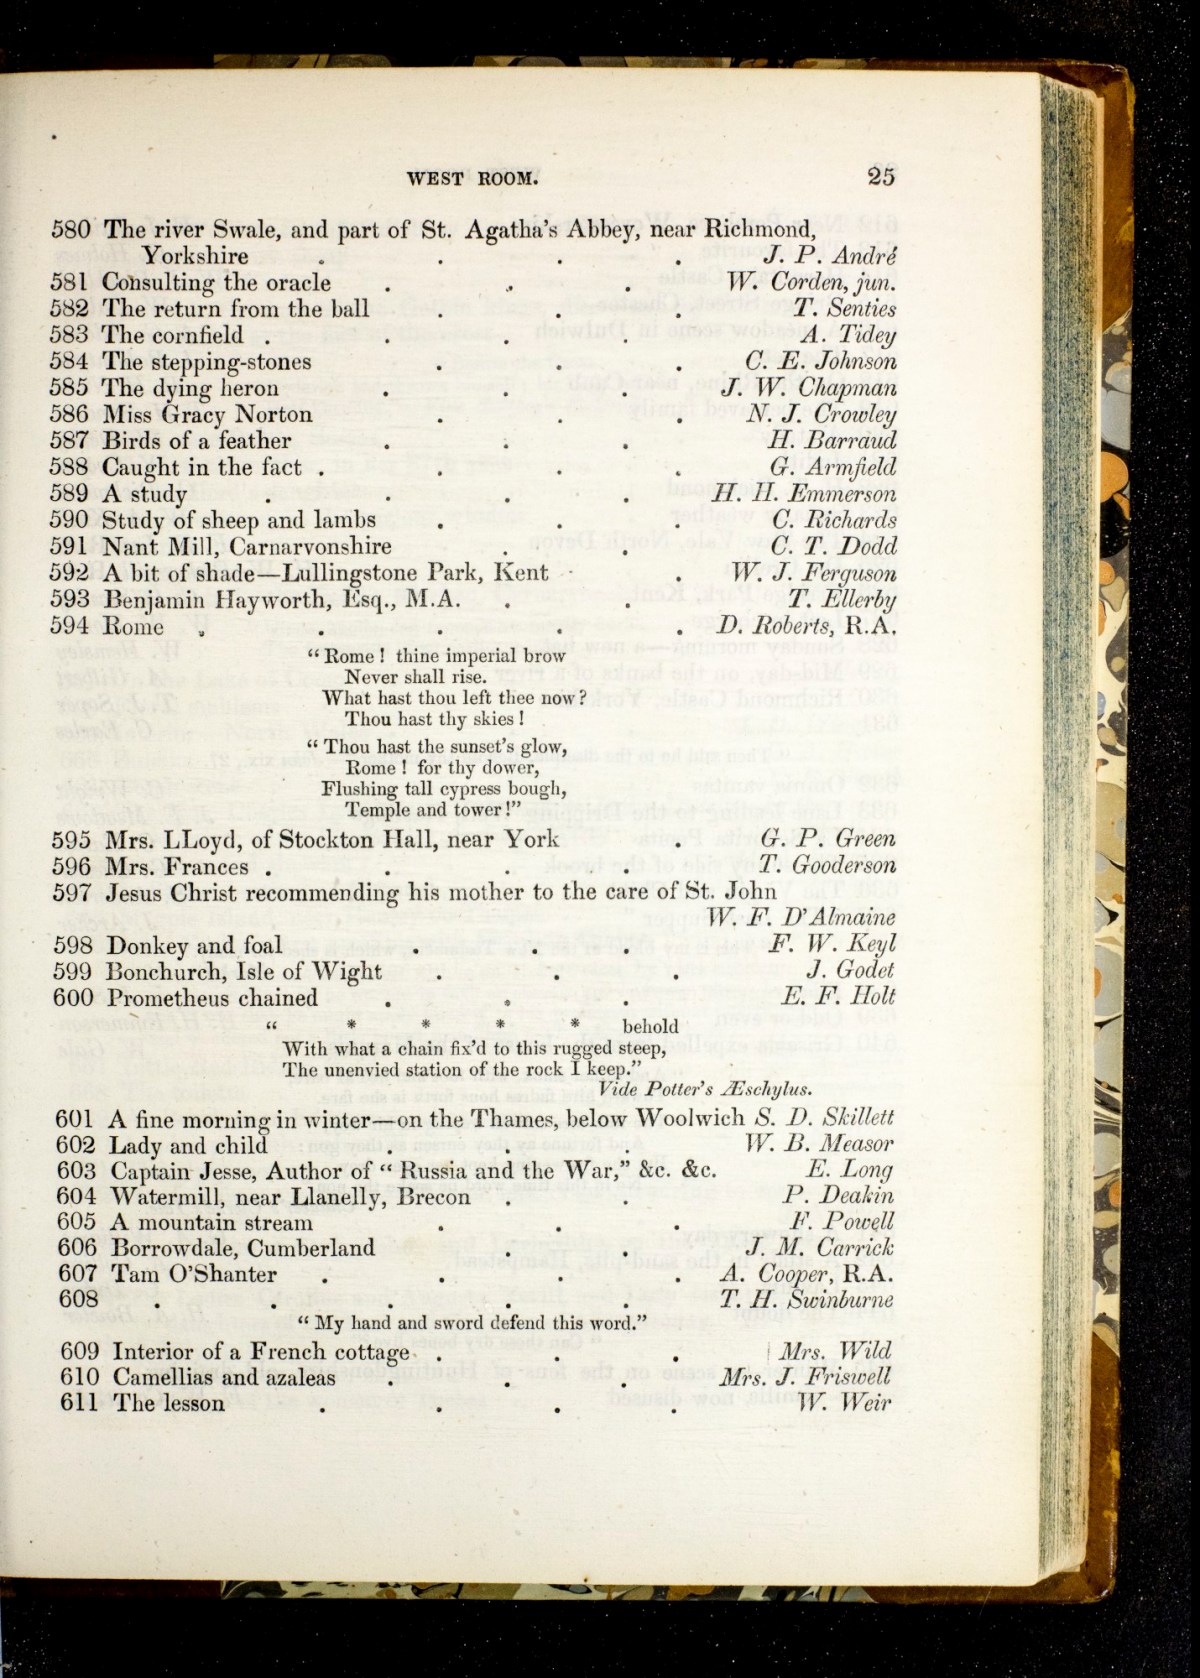 WEST ROOM. 25
580 The river Swale, and part of St. Agatha's Abbey, near Richmond,
Yorkshire . . . . J. P. André
581 Consulting the oracle . . . W. Corden, jun.
582 The return from the ball . . . T. Senties
583 The cornfield . . . . A. Tidey
584 The stepping-stones . . . C. E. Johnson
585 The dying heron . . . J. W. Chapman
586 Miss Gracy Norton . . . N. J. Crowley
587 Birds of a feather . . . H. Barraud
588 Caught in the fact . . . . G. Armfield
589 A study . . . . H. H. Emmerson
590 Study of sheep and lambs . . . C. Richards
591 Nant Mill, Carnarvonshire . . C. T. Dodd
592 A bit of shade—Lullingstone Park, Kent . . W. J. Ferguson
593 Benjamin Hayworth, Esq., M.A. . . T. Ellerby
594 Rome . . . . . D. Roberts, R.A.
“ Rome ! thine imperial brow
Never shall rise.
What hast thou left thee now ?
Thou hast thy skies !
“ Thou hast the sunset's glow,
Rome ! for thy dower,
Flushing tall cypress bough,
Temple and tower !”
595 Mrs. LLoyd, of Stockton Hall, near York . G. P. Green
596 Mrs. Frances . . . . T. Gooderson
597 Jesus Christ recommending his mother to the care of St. John
W. F. D'Almaine
598 Donkey and foal . . . F. W. Keyl
599 Bonchurch, Isle of Wight . . . J. Godet
600 Prometheus chained . . . E. F. Holt
“ * * * * behold
With what a chain fix'd to this rugged steep,
The unenvied station of the rock I keep.”
Vide Potter's Æschylus.
601 A fine morning in winter—on the Thames, below Woolwich S. D. Skillett
602 Lady and child . . . W. B. Measor
603 Captain Jesse, Author of “ Russia and the War,” &c. &c. E. Long
604 Watermill, near Llanelly, Brecon . . P. Deakin
605 A mountain stream . . . F. Powell
606 Borrowdale, Cumberland . . J. M. Carrick
607 Tam O'Shanter . . . . A. Cooper, R.A.
608 . . . . . T. H. Swinburne
“ My hand and sword defend this word.”
609 Interior of a French cottage . . . Mrs. Wild
610 Camellias and azaleas . . . Mrs. J. Friswell
611 The lesson . . . . W. Weir